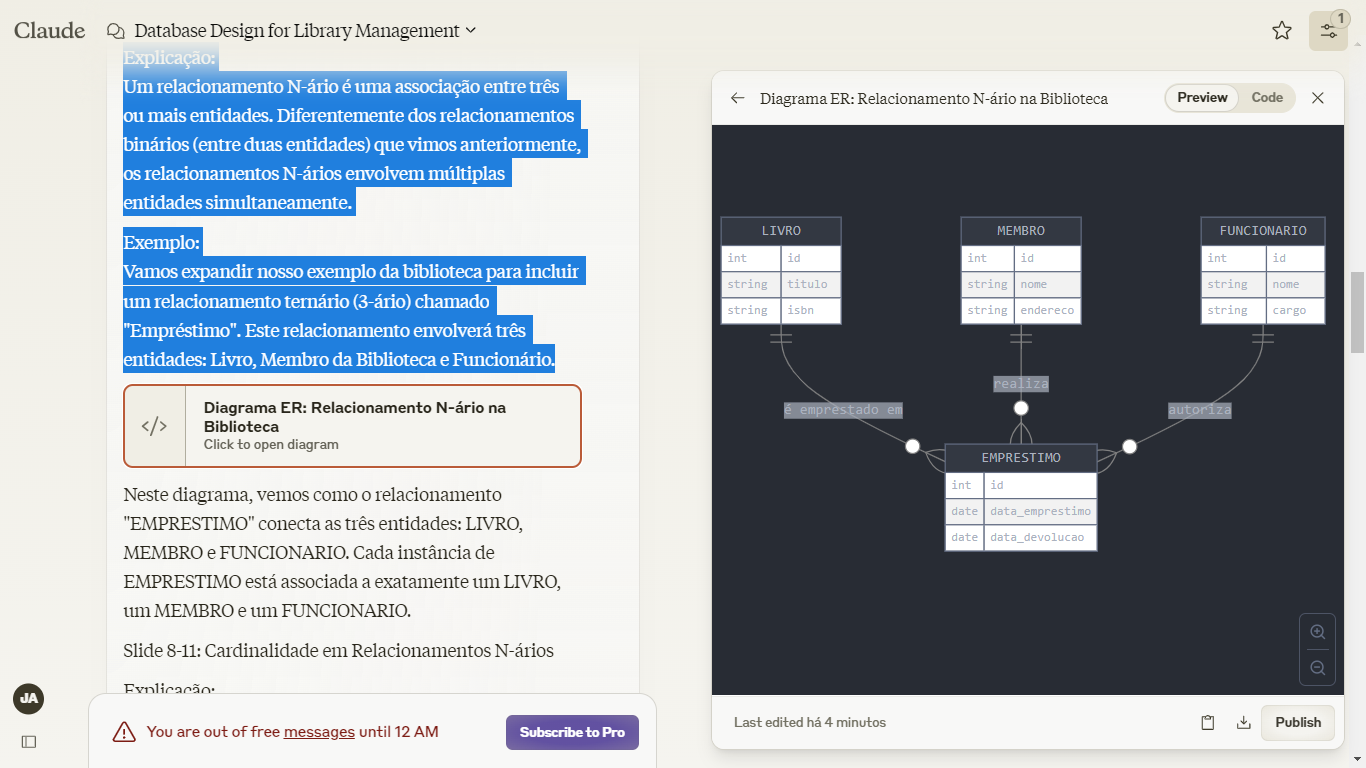 Claude
Database Design for Library Management
1
Explicação:
Um relacionamento N-ário é uma associação entre três
ou mais entidades. Diferentemente dos relacionamentos
binários (entre duas entidades) que vimos anteriormente,
os relacionamentos N-ários envolvem múltiplas
entidades simultaneamente.
Exemplo:
Vamos expandir nosso exemplo da biblioteca para incluir
um relacionamento ternário (3-ário) chamado
"Empréstimo". Este relacionamento envolverá três
entidades: Livro, Membro da Biblioteca e Funcionário.
</>
Diagrama ER: Relacionamento N-ário na
Biblioteca
Click to open diagram
Neste diagrama, vemos como o relacionamento
"EMPRESTIMO" conecta as três entidades: LIVRO,
MEMBRO e FUNCIONARIO. Cada instância de
EMPRESTIMO está associada a exatamente um LIVRO,
um MEMBRO e um FUNCIONARIO.
Slide 8-11: Cardinalidade em Relacionamentos N-ários
Explicação:
JA
You are out of free messages until 12 AM
Subscribe to Pro
Diagrama ER: Relacionamento N-ário na Biblioteca
Preview
Code
LIVRO
int id
string titulo
string isbn
MEMBRO
int id
string nome
string endereco
FUNCIONARIO
int id
string nome
string cargo
é emprestado em
realiza
autoriza
EMPRESTIMO
int id
date data_emprestimo
date data_devolucao
Last edited há 4 minutos
Publish